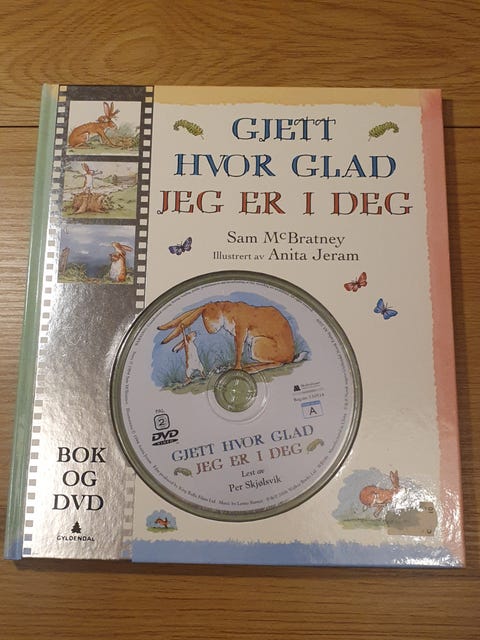 GJETT
HVOR GLAD
JEG ER I DEG
Sam McBratney
Illustrert av Anita Jeram
PAL
2
DVD
VIDEO
A
GJETT HVOR GLAD
JEG ER I DEG
Lest av
Per Skjølsvik
BOK
OG
DVD
GYLDENDAL